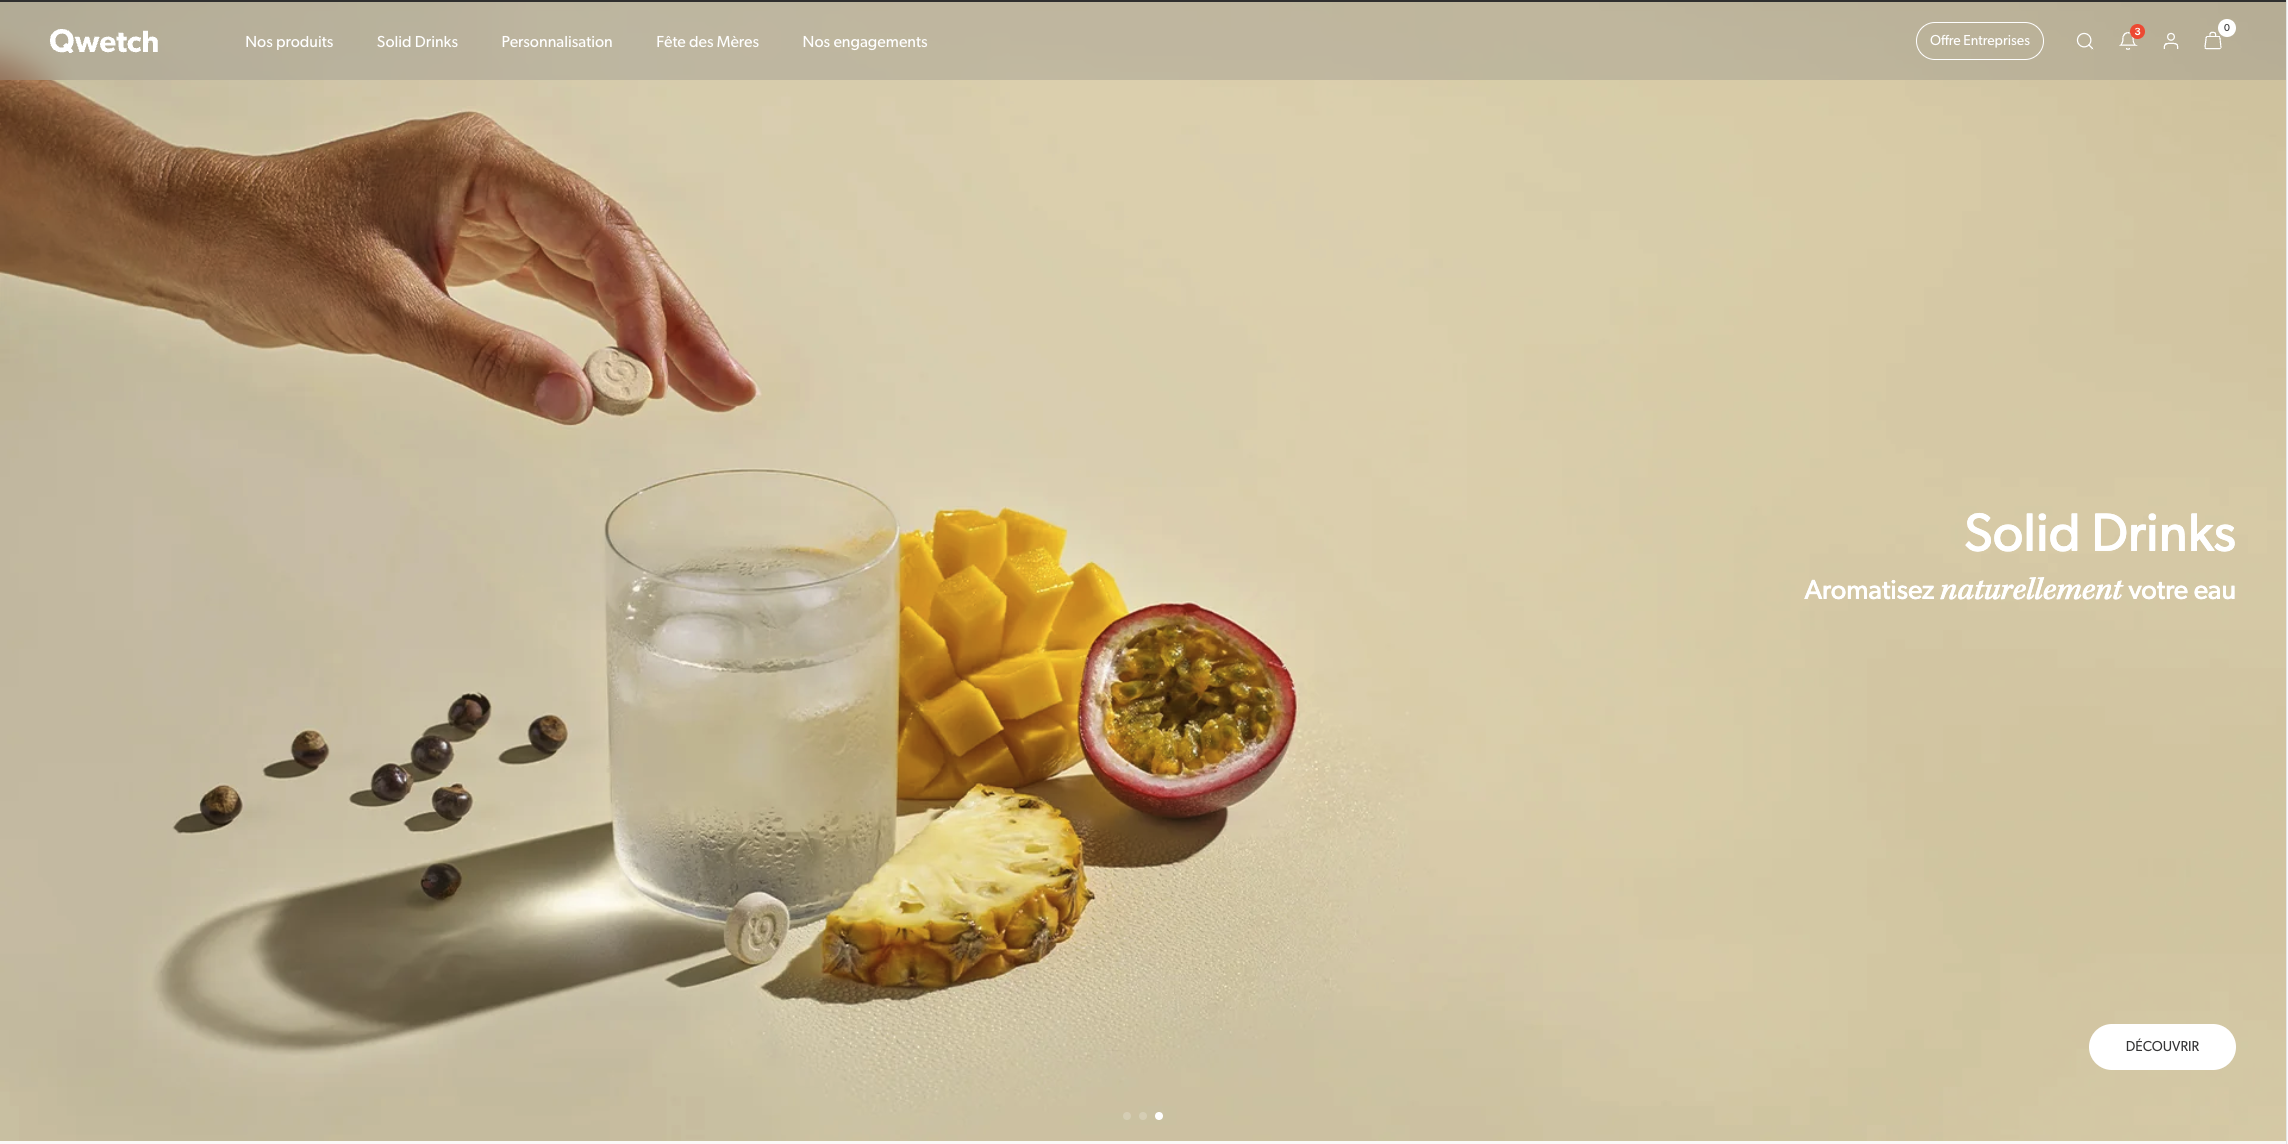 Qwetch
Nos produits
Solid Drinks
Personnalisation
Fête des Mères
Nos engagements
Offre Entreprises
3
0
Solid Drinks
Aromatisez naturellement votre eau
DÉCOUVRIR